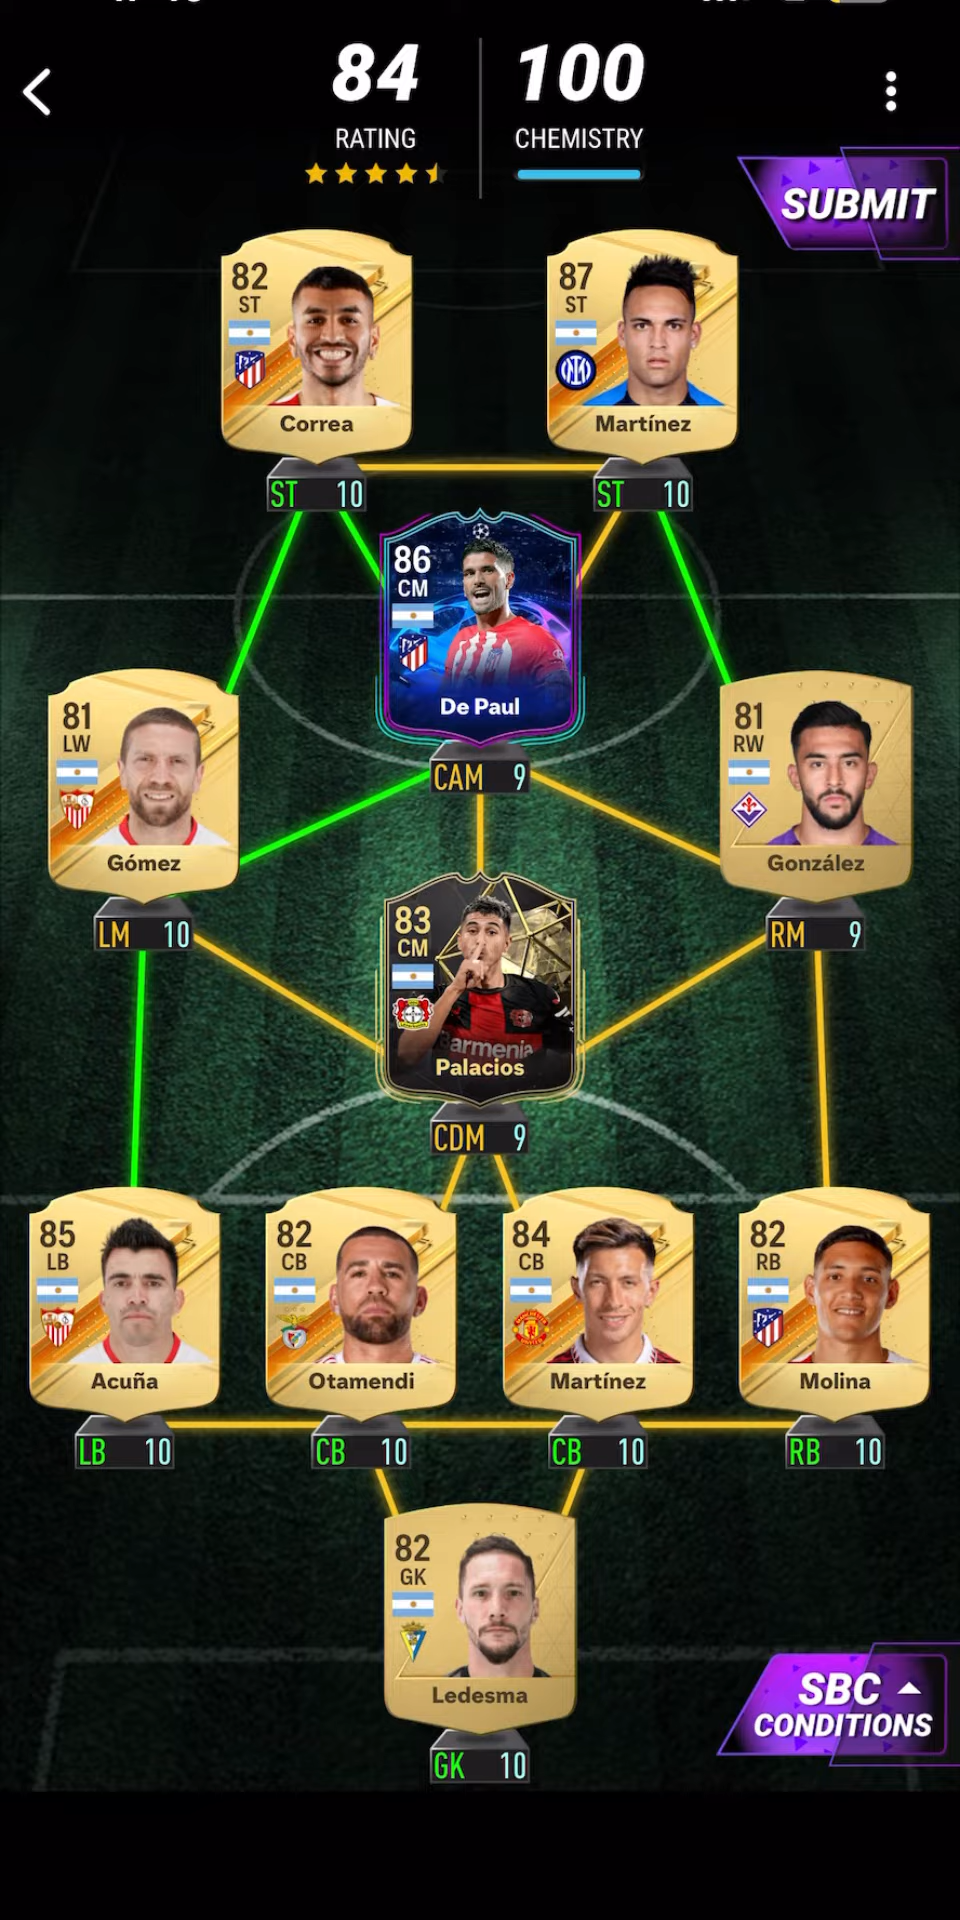 84 100
RATING CHEMISTRY
SUBMIT
82
ST
Correa
87
ST
Martínez
ST 10
ST 10
86
CM
De Paul
CAM 9
81
LW
Gómez
81
RW
González
LM 10
RM 9
83
CM
Barmenia
Palacios
CDM 9
85
LB
Acuña
82
CB
Otamendi
84
CB
Martínez
82
RB
Molina
LB 10
CB 10
CB 10
RB 10
82
GK
Ledesma
GK 10
SBC
CONDITIONS